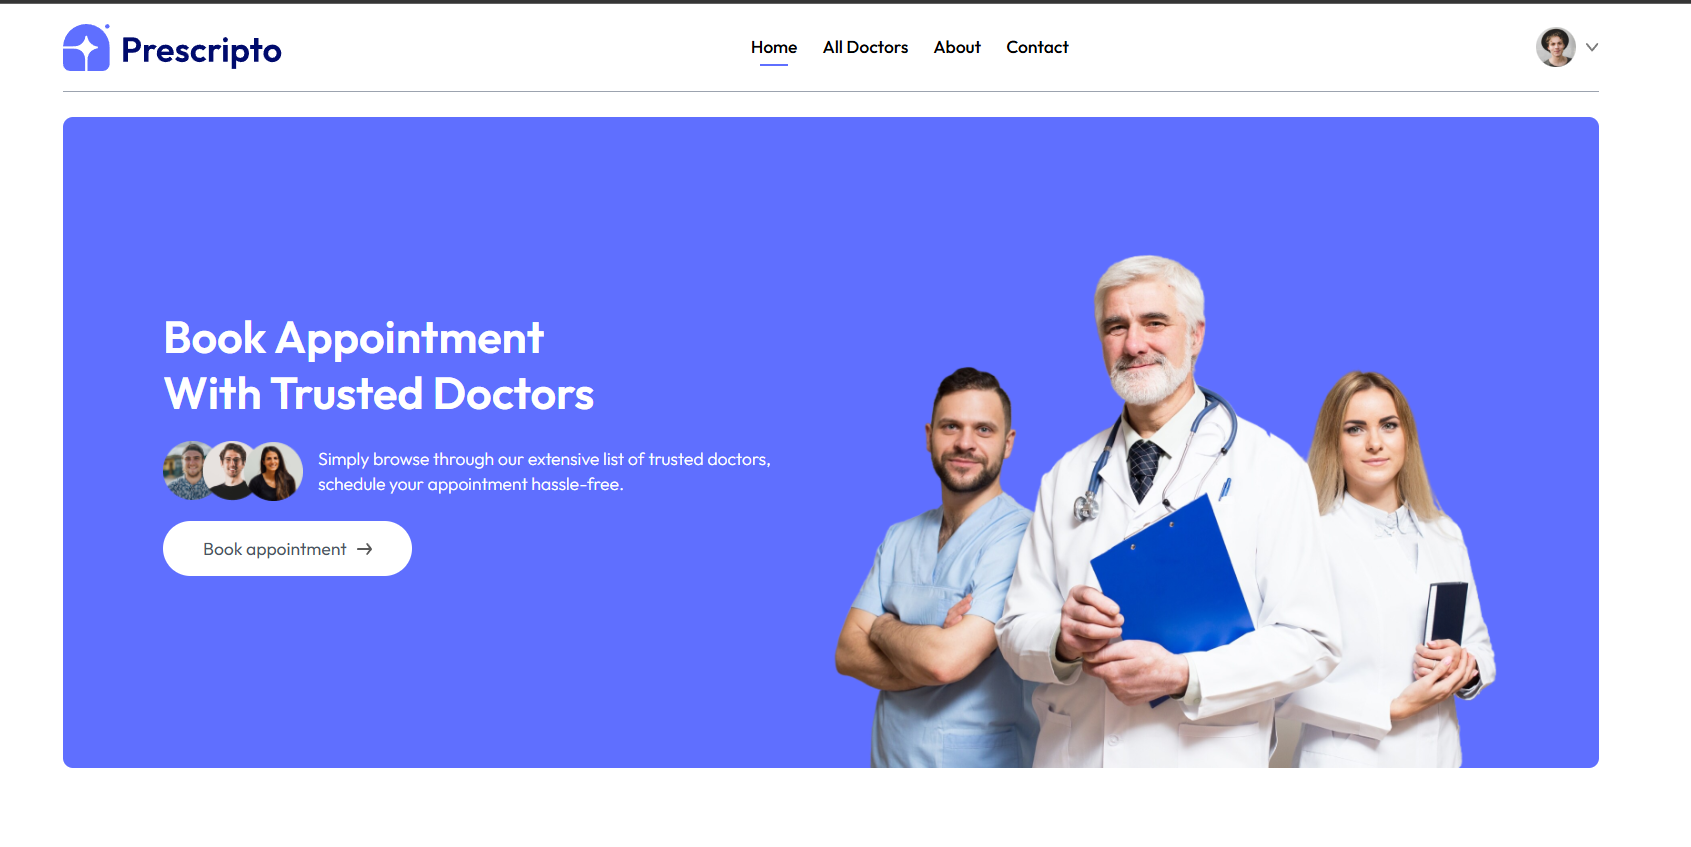 Prescripto
Home All Doctors About Contact
Book Appointment
With Trusted Doctors
Simply browse through our extensive list of trusted doctors,
schedule your appointment hassle-free.
Book appointment →